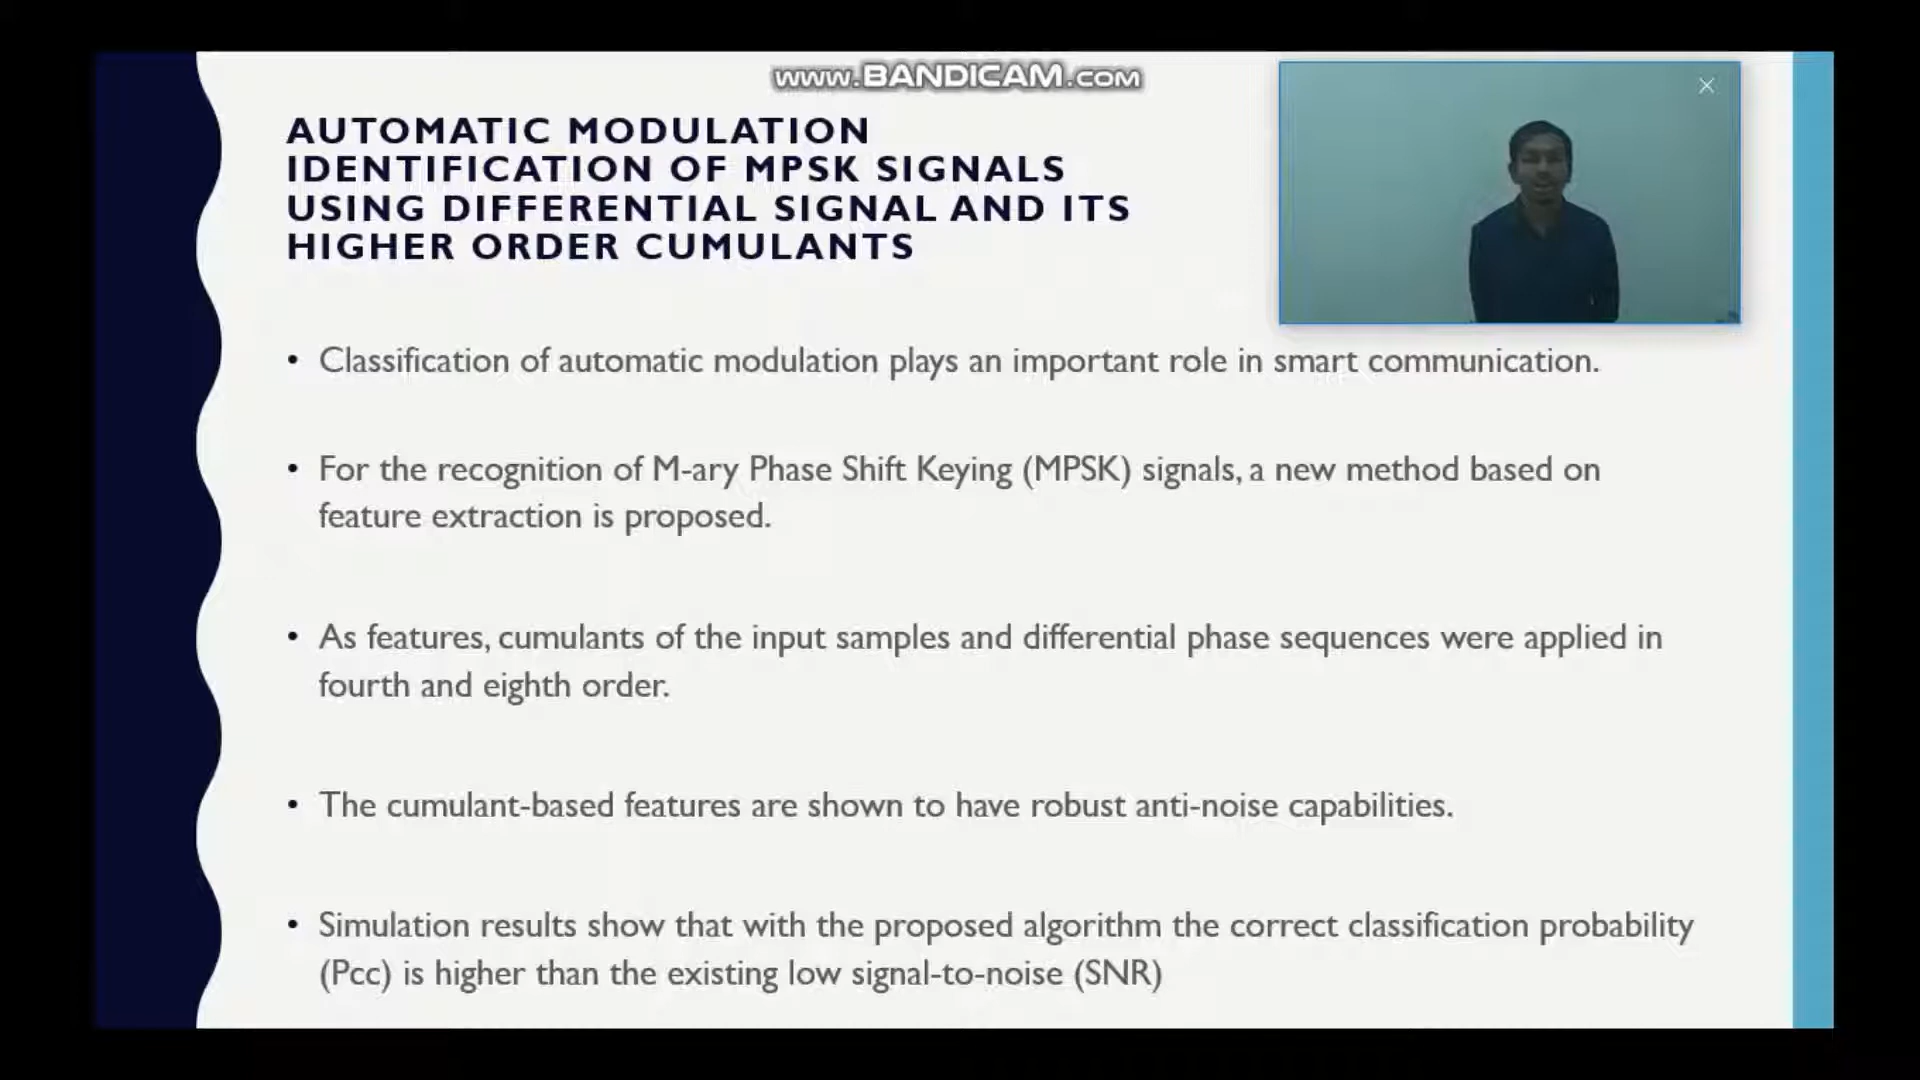 www.BANDICAM.com
AUTOMATIC MODULATION
IDENTIFICATION OF MPSK SIGNALS
USING DIFFERENTIAL SIGNAL AND ITS
HIGHER ORDER CUMULANTS
• Classification of automatic modulation plays an important role in smart communication.
• For the recognition of M-ary Phase Shift Keying (MPSK) signals, a new method based on
feature extraction is proposed.
• As features, cumulants of the input samples and differential phase sequences were applied in
fourth and eighth order.
• The cumulant-based features are shown to have robust anti-noise capabilities.
• Simulation results show that with the proposed algorithm the correct classification probability
(Pcc) is higher than the existing low signal-to-noise (SNR)